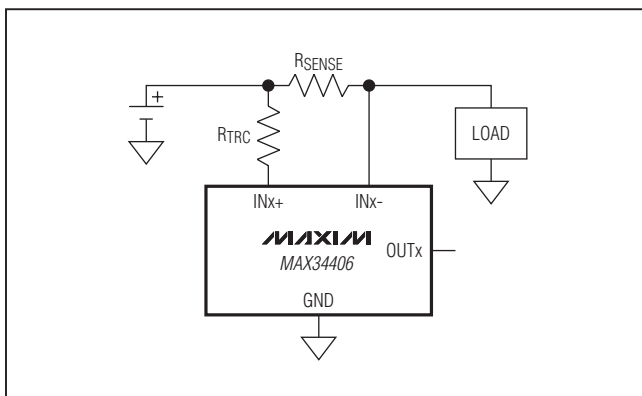 RSENSE
+
RTRC
LOAD
INx+ INx-
MAXIM
OUTx
MAX34406
GND